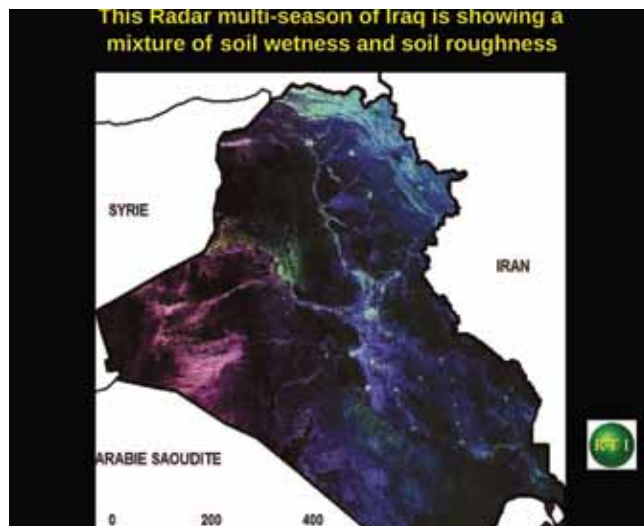 This Radar multi-season of Iraq is showing a
mixture of soil wetness and soil roughness
SYRIE
IRAN
ARABIE SAOUDITE
RTI
0 200 400